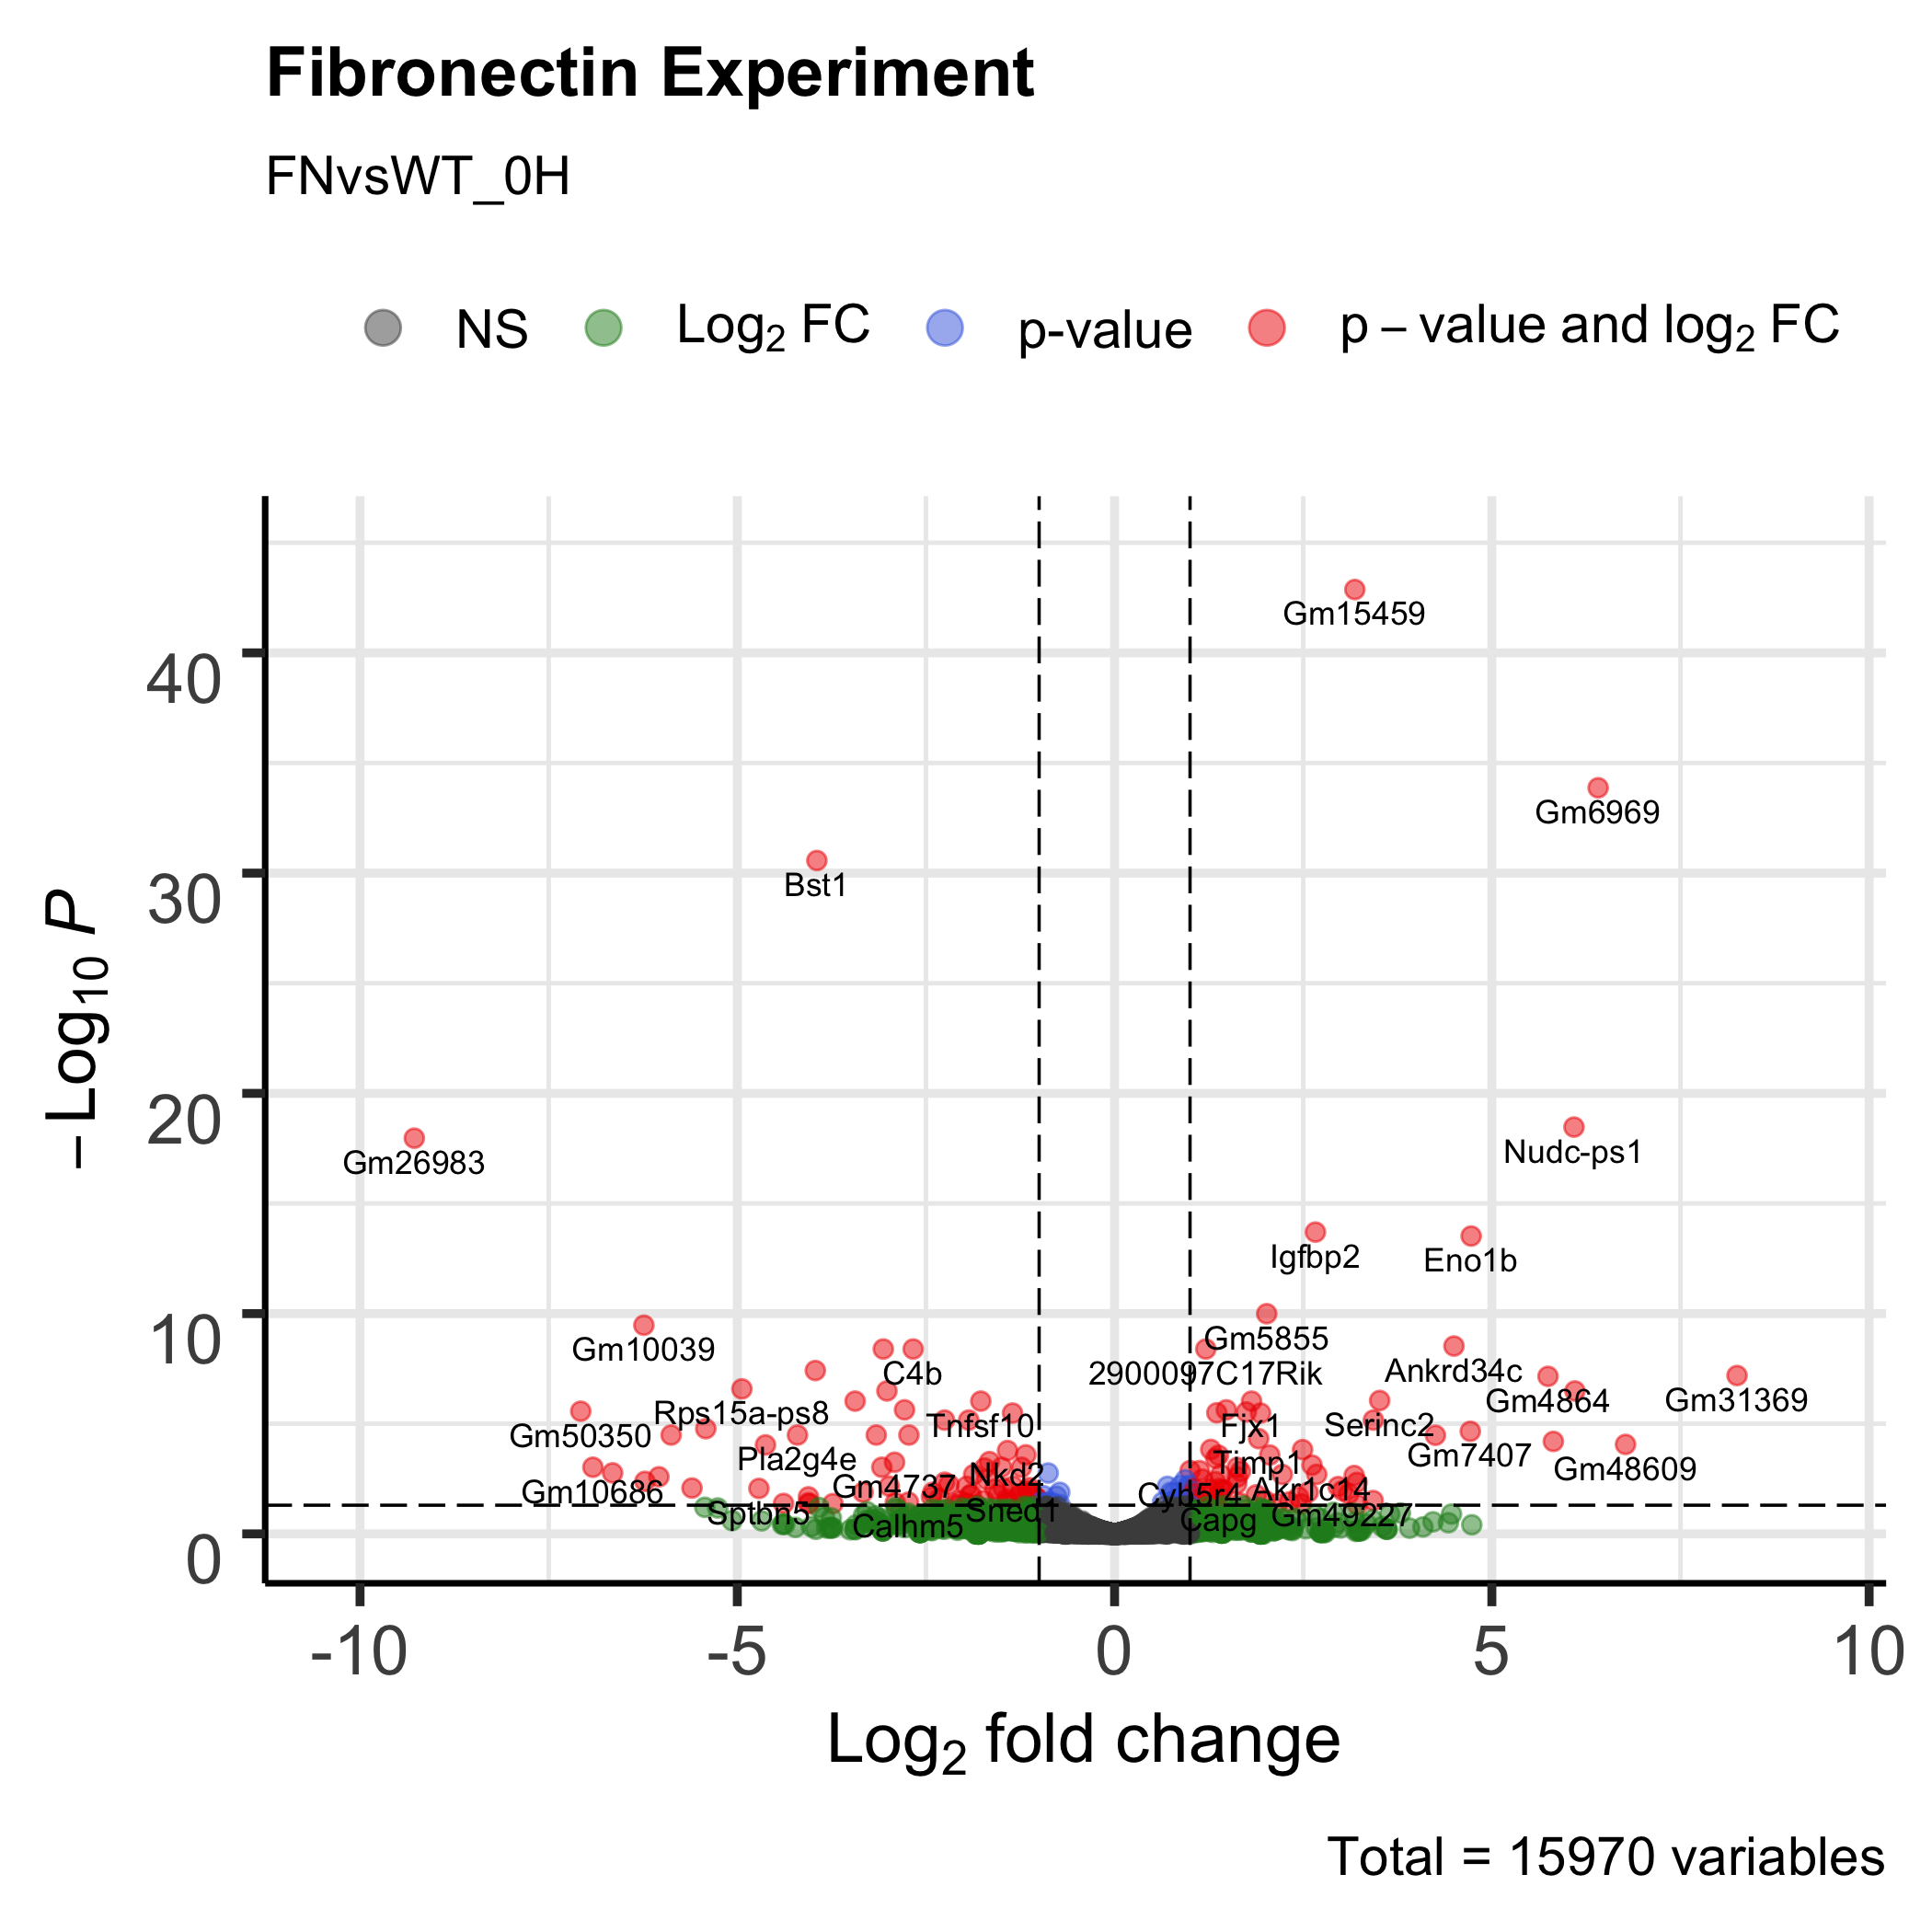 Fibronectin Experiment
FNvsWT_0H
NS Log2 FC p-value p – value and log2 FC
Gm15459
40
Gm6969
Bst1
30
–Log10 P
20
Nudc-ps1
Gm26983
Igfbp2 Eno1b
10
Gm5855
Gm10039
C4b 2900097C17Rik Ankrd34c
Gm4864 Gm31369
Rps15a-ps8
Tnfsf10 Fjx1 Serinc2
Gm50350
Pla2g4e Timp1 Gm7407
Gm48609
Nkd2
Gm10686 Gm4737 Cyb5r4 Akr1c14
Sptbn5 Sned1 Gm49227
Calhm5 Capg
0
-10 -5 0 5 10
Log2 fold change
Total = 15970 variables